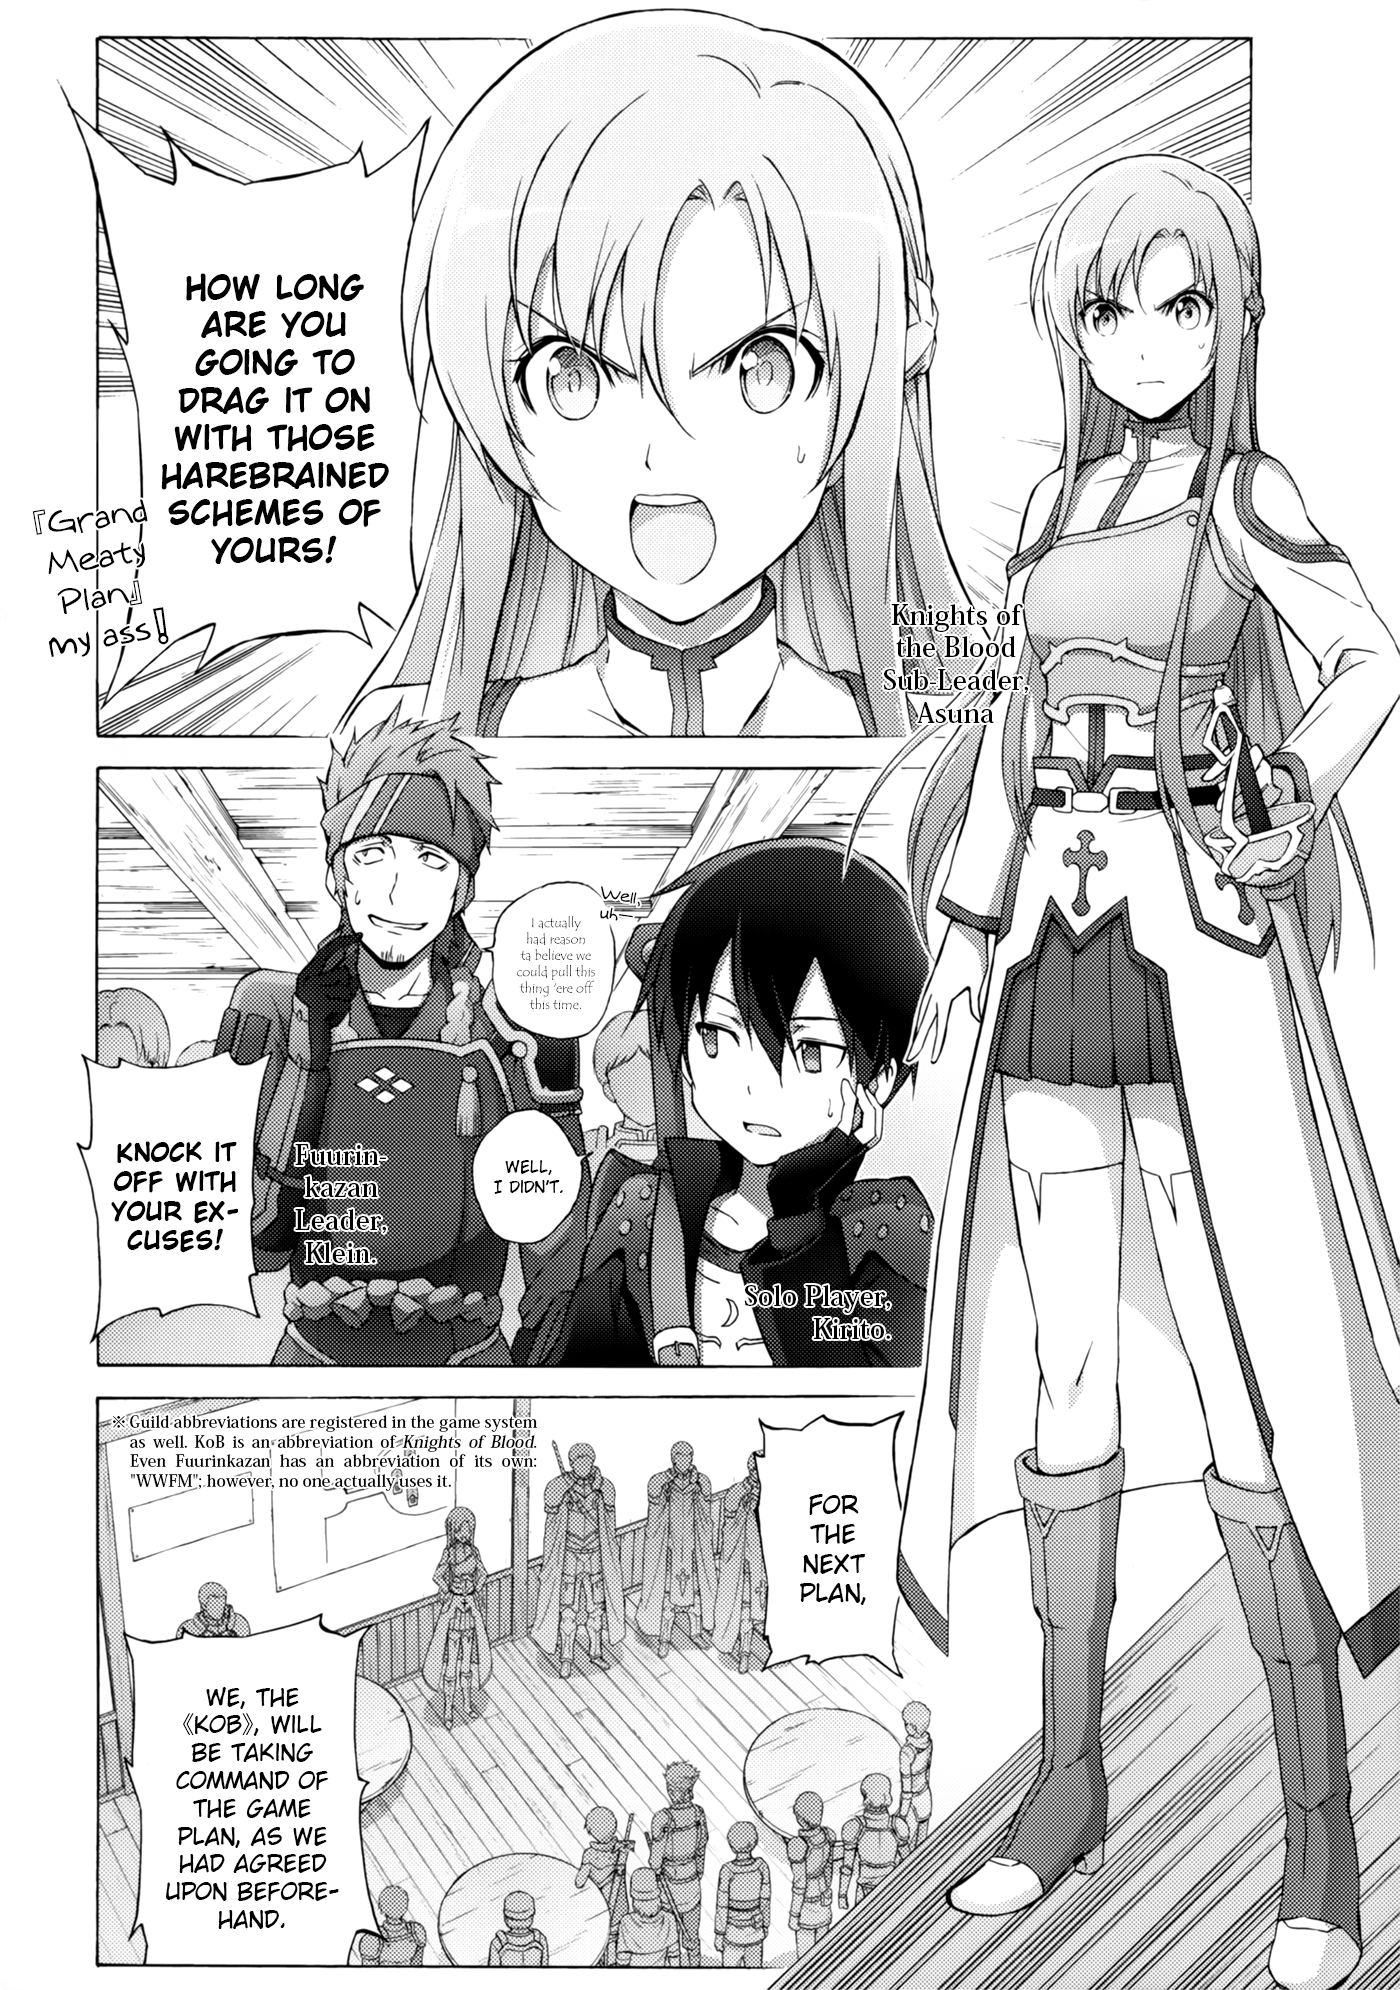 HOW LONG
ARE YOU
GOING TO
DRAG IT ON
WITH THOSE
HAREBRAINED
SCHEMES OF
YOURS!
『Grand
Meaty
Plan』
my ass!
Knights of
the Blood
Sub-Leader,
Asuna
Well,
uh—,
I actually
had reason
ta believe we
could pull this
thing 'ere off
this time.
WELL,
I DIDN'T.
KNOCK IT
OFF WITH
YOUR EX-
CUSES!
Fuurin-
kazan
Leader,
Klein.
Solo Player,
Kirito.
※ Guild abbreviations are registered in the game system
as well. KoB is an abbreviation of Knights of Blood.
Even Fuurinkazan has an abbreviation of its own:
"WWFM"; however, no one actually uses it.
FOR
THE
NEXT
PLAN,
WE, THE
《KOB》, WILL
BE TAKING
COMMAND OF
THE GAME
PLAN, AS WE
HAD AGREED
UPON BEFORE-
HAND.